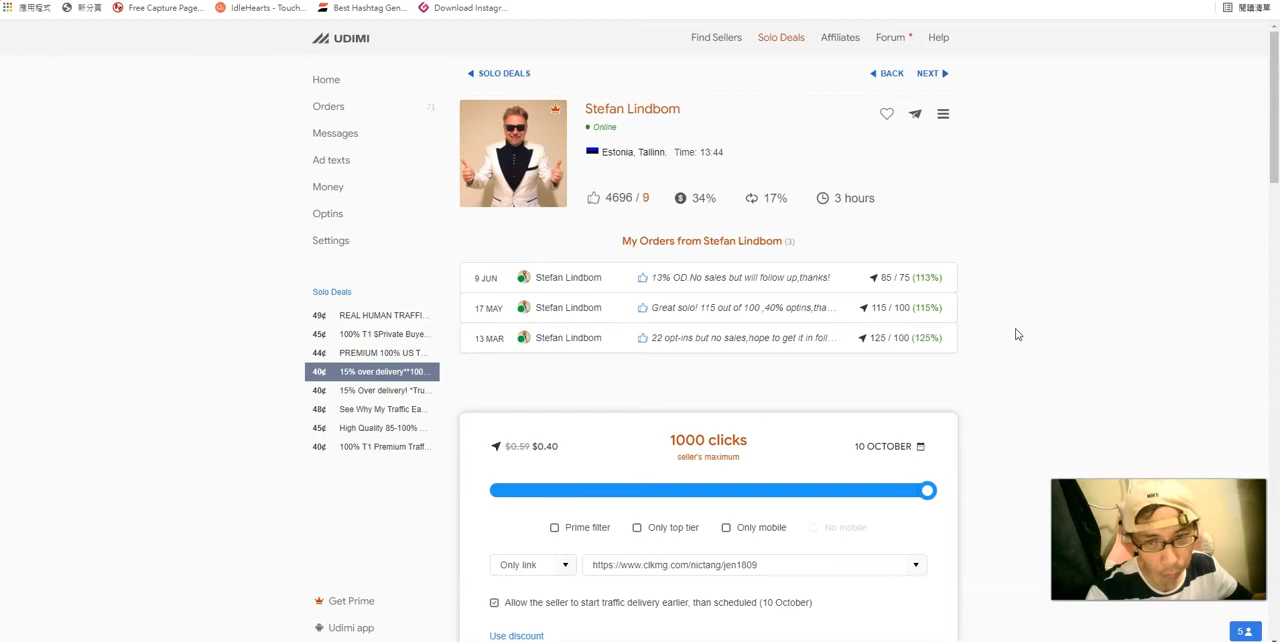 應用程式 新分頁 Free Capture Page... IdleHearts - Touch... Best Hashtag Gen... Download Instagr... 閱讀清單
UDIMI Find Sellers Solo Deals Affiliates Forum Help
SOLO DEALS BACK NEXT
Home
Orders 71
Messages
Ad texts
Money
Optins
Settings
Solo Deals
49¢ REAL HUMAN TRAFFI...
45¢ 100% T1 $Private Buye...
44¢ PREMIUM 100% US T...
40¢ 15% over delivery**100...
40¢ 15% Over delivery! *Tru...
48¢ See Why My Traffic Ea...
45¢ High Quality 85-100% ...
40¢ 100% T1 Premium Traff...
Get Prime
Udimi app
Stefan Lindbom
Online
Estonia, Tallinn. Time: 13:44
4696 / 9 34% 17% 3 hours
My Orders from Stefan Lindbom (3)
9 JUN Stefan Lindbom 13% OD.No sales but will follow up,thanks! 85 / 75 (113%)
17 MAY Stefan Lindbom Great solo! 115 out of 100 ,40% optins,tha... 115 / 100 (115%)
13 MAR Stefan Lindbom 22 opt-ins but no sales,hope to get it in foll... 125 / 100 (125%)
$0.59 $0.40 1000 clicks 10 OCTOBER
seller's maximum
Prime filter Only top tier Only mobile No mobile
Only link https://www.clkmg.com/nictang/jen1809
Allow the seller to start traffic delivery earlier, than scheduled (10 October)
Use discount
5